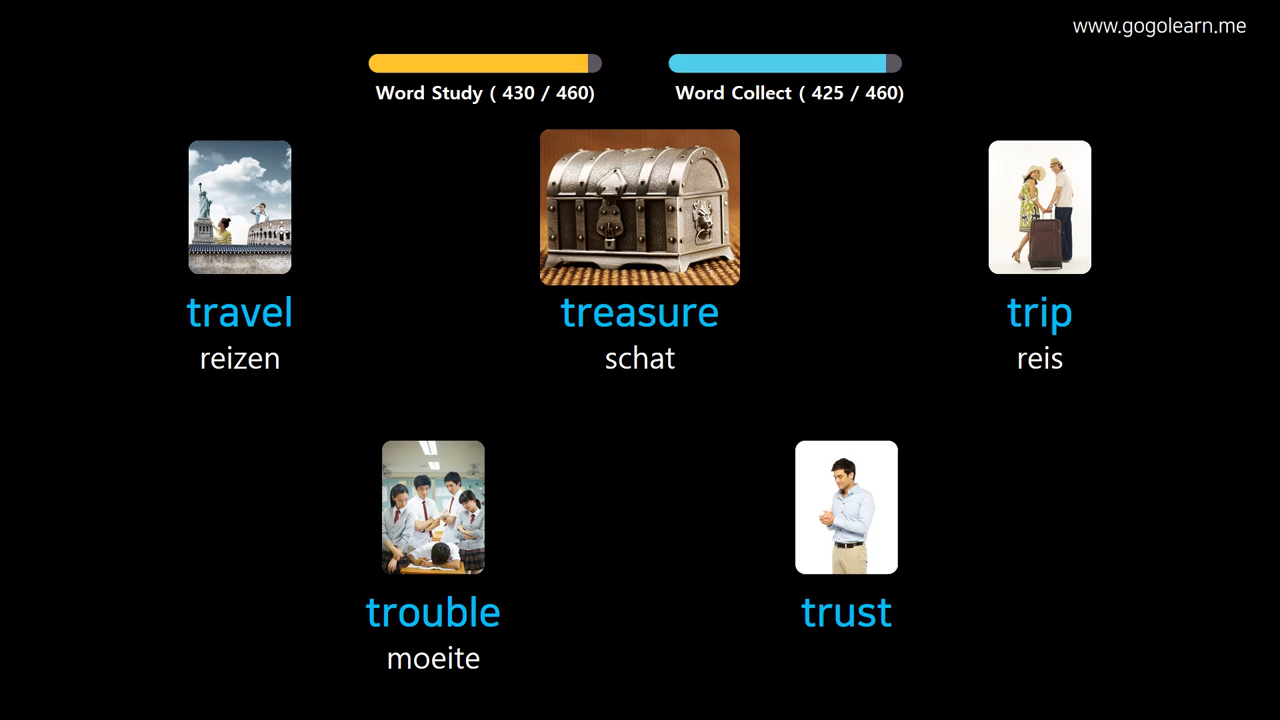 www.gogolearn.me
Word Study ( 430 / 460)
Word Collect ( 425 / 460)
travel
reizen
treasure
schat
trip
reis
trouble
moeite
trust